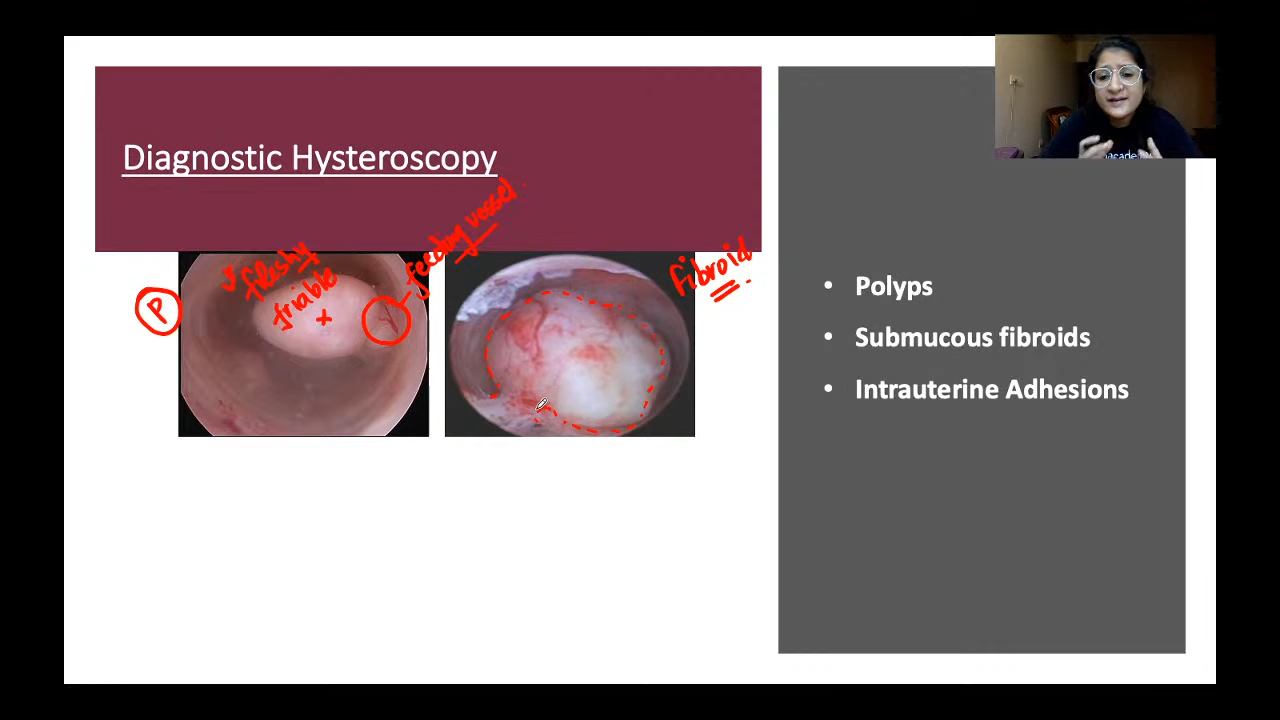 Diagnostic Hysteroscopy
feeding vessel.
fleshy
friable
P
Fibroid
• Polyps
• Submucous fibroids
• Intrauterine Adhesions